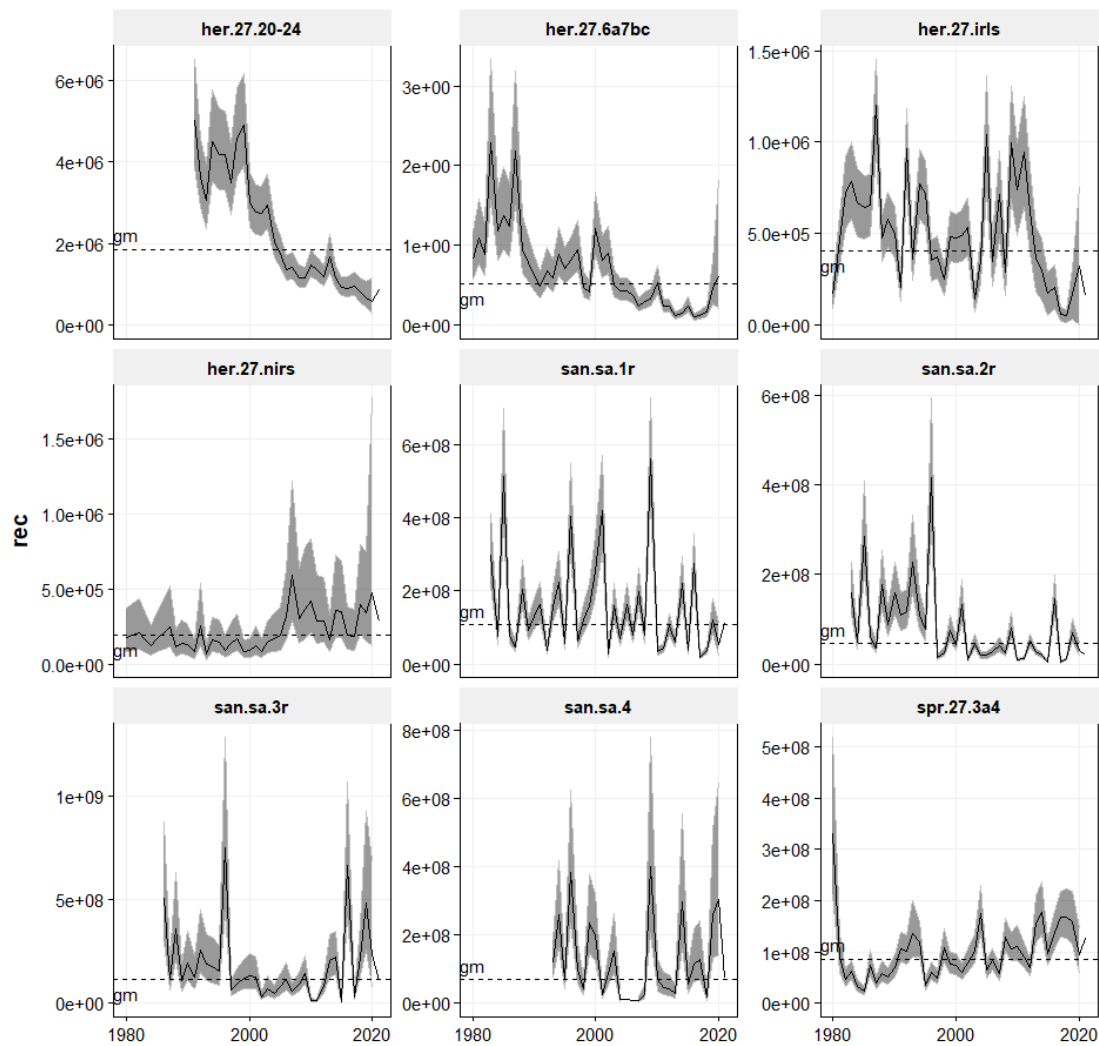 her.27.20-24
her.27.6a7bc
her.27.irls
6e+06
4e+06
2e+06
0e+00
gm
3e+00
2e+00
1e+00
0e+00
gm
1.5e+06
1.0e+06
5.0e+05
0.0e+00
gm
her.27.nirs
san.sa.1r
san.sa.2r
1.5e+06
1.0e+06
5.0e+05
0.0e+00
gm
6e+08
4e+08
2e+08
0e+00
gm
6e+08
4e+08
2e+08
0e+00
gm
rec
san.sa.3r
san.sa.4
spr.27.3a4
1e+09
5e+08
0e+00
gm
8e+08
6e+08
4e+08
2e+08
0e+00
gm
5e+08
4e+08
3e+08
2e+08
1e+08
0e+00
gm
1980 2000 2020
1980 2000 2020
1980 2000 2020